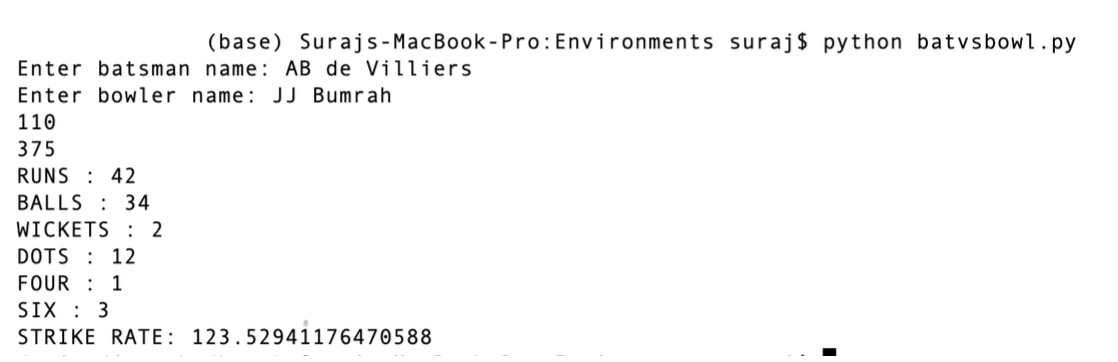 (base) Surajs-MacBook-Pro:Environments suraj$ python batvsbowl.py
Enter batsman name: AB de Villiers
Enter bowler name: JJ Bumrah
110
375
RUNS : 42
BALLS : 34
WICKETS : 2
DOTS : 12
FOUR : 1
SIX : 3
STRIKE RATE: 123.52941176470588